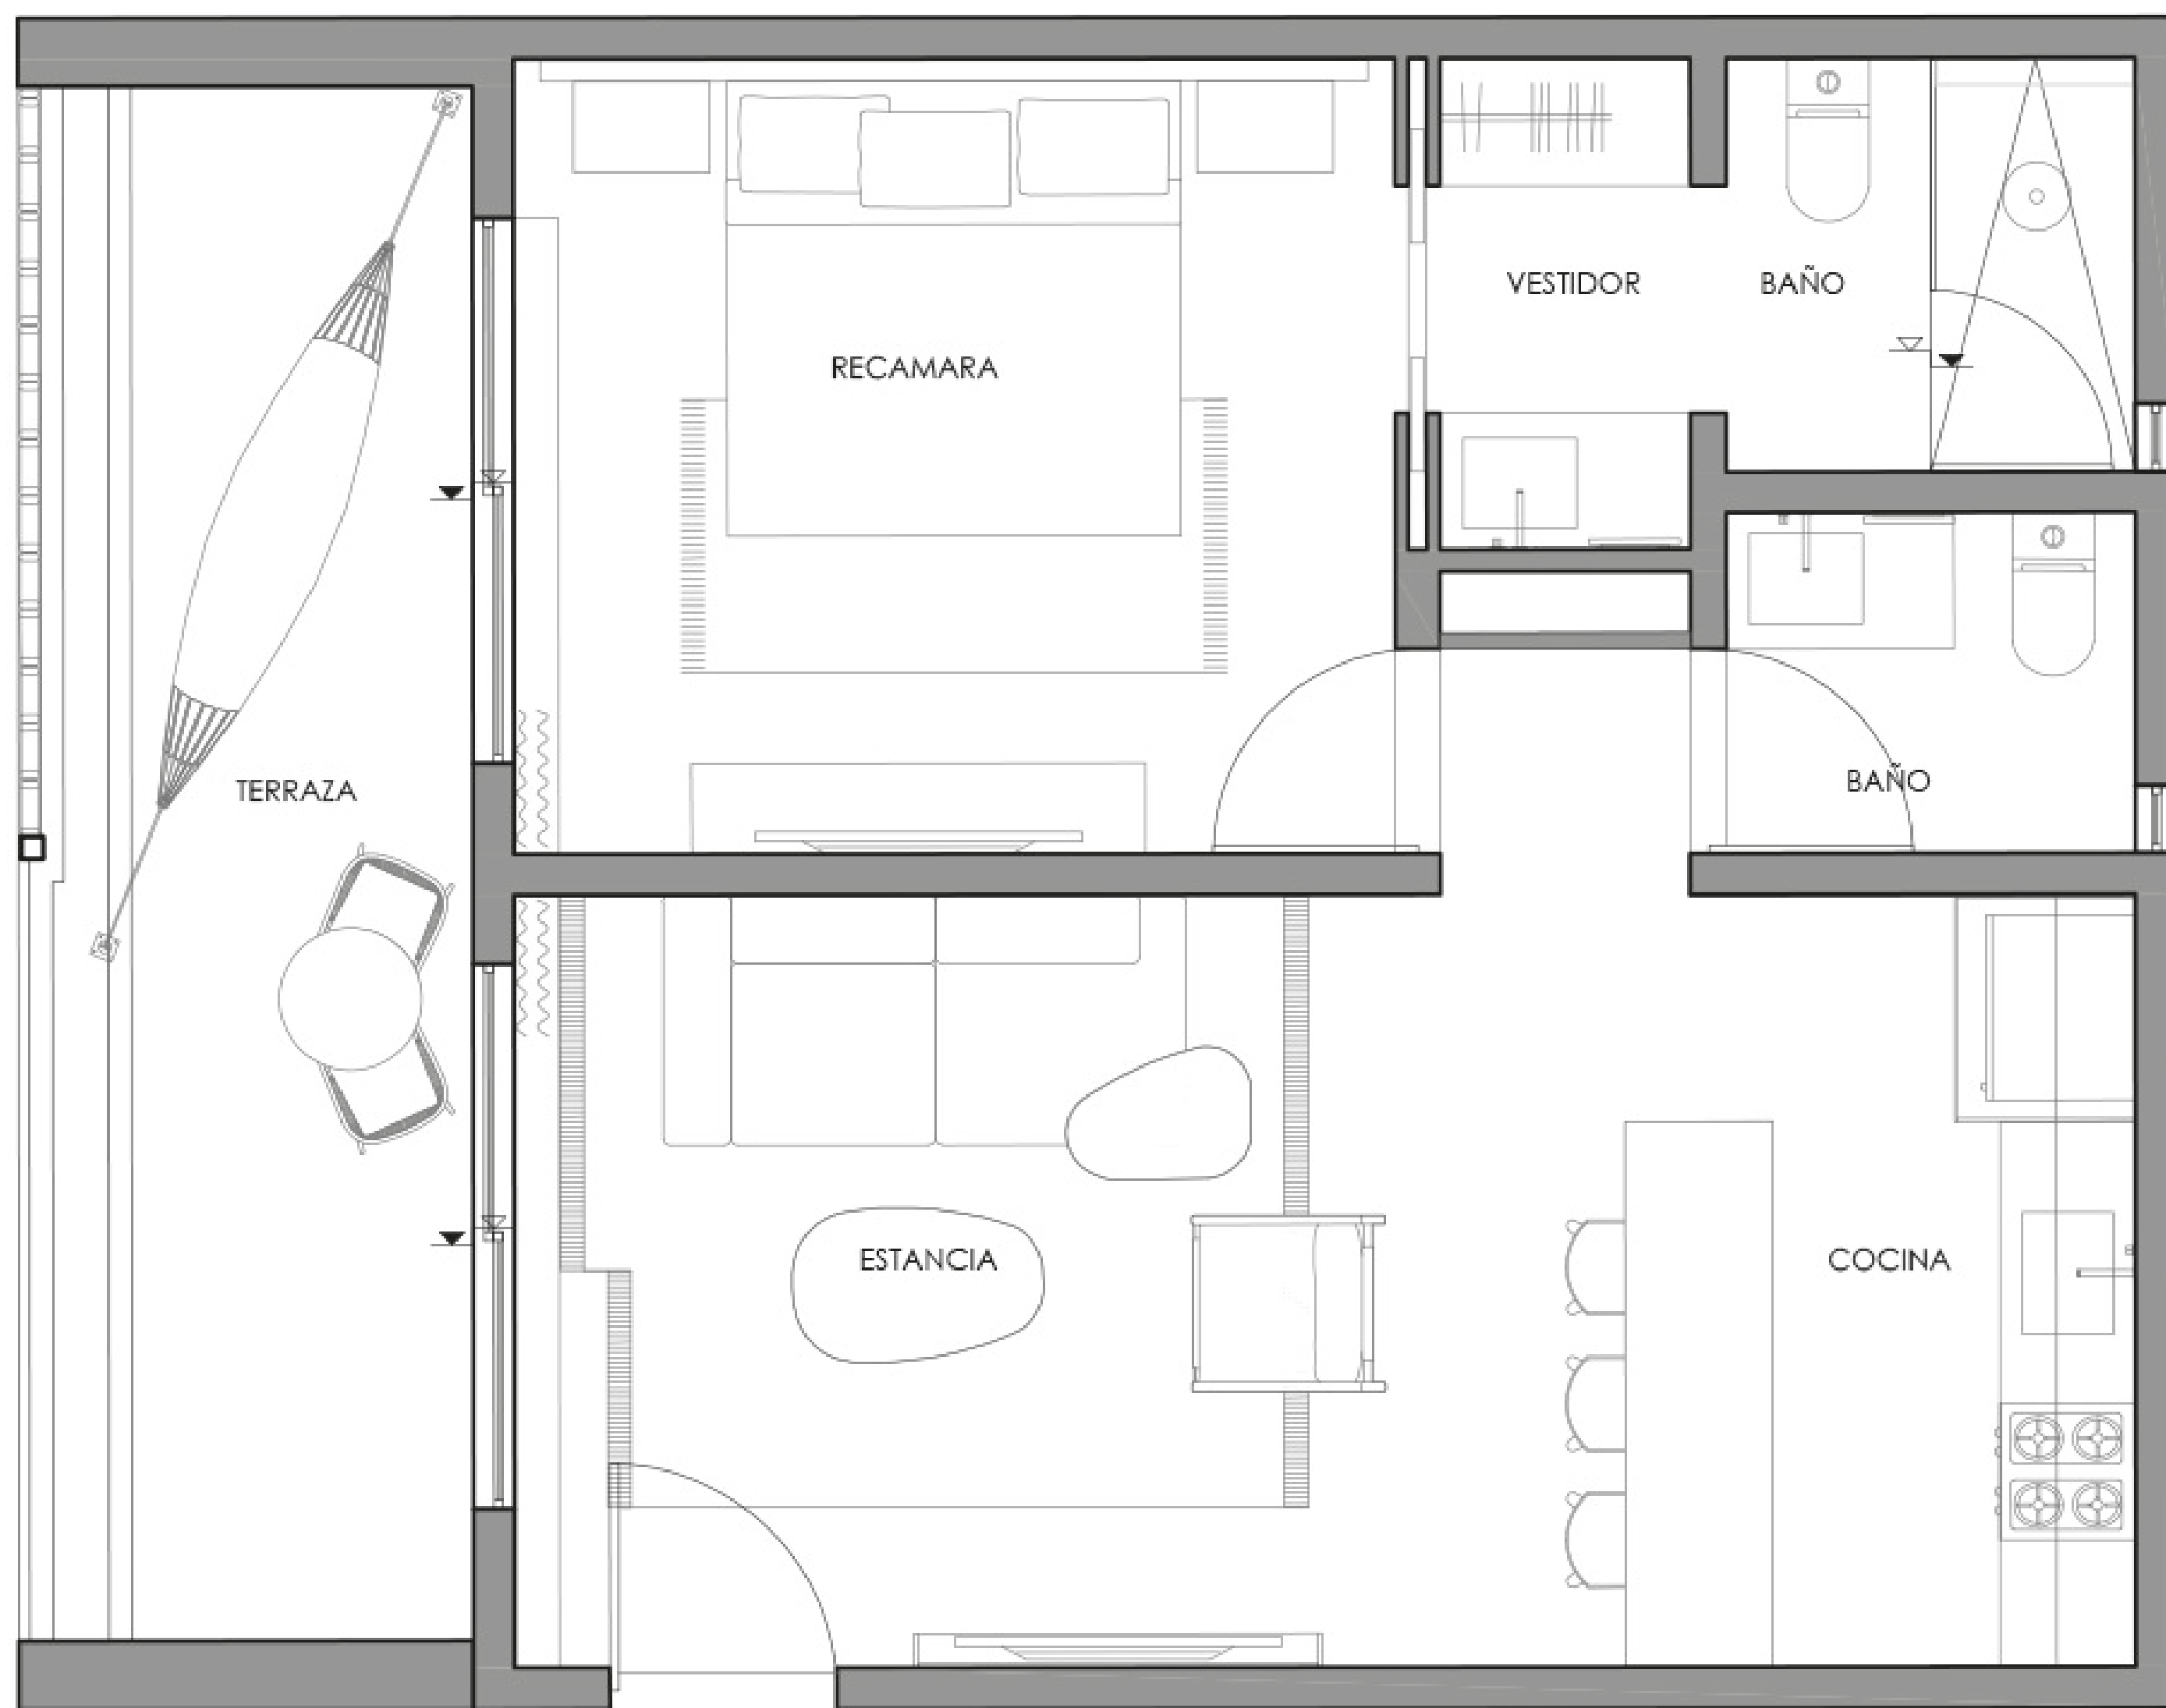 VESTIDOR
BAÑO
RECAMARA
TERRAZA
BAÑO
ESTANCIA
COCINA